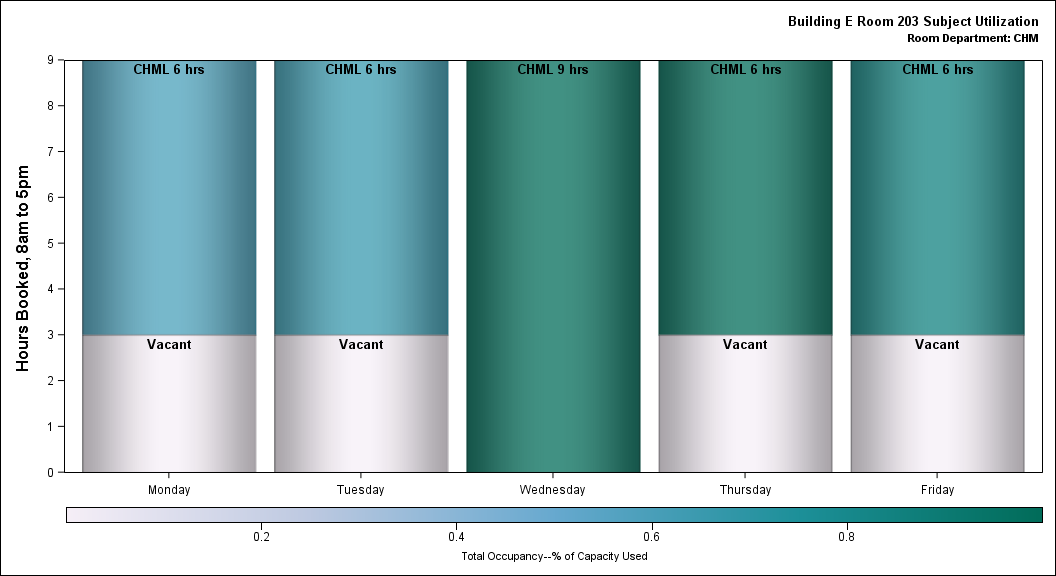 Building E Room 203 Subject Utilization
Room Department: CHM
Hours Booked, 8am to 5pm
9
8
7
6
5
4
3
2
1
0
CHML 6 hrs
CHML 6 hrs
CHML 9 hrs
CHML 6 hrs
CHML 6 hrs
Vacant
Vacant
Vacant
Vacant
Monday
Tuesday
Wednesday
Thursday
Friday
0.2
0.4
0.6
0.8
Total Occupancy--% of Capacity Used